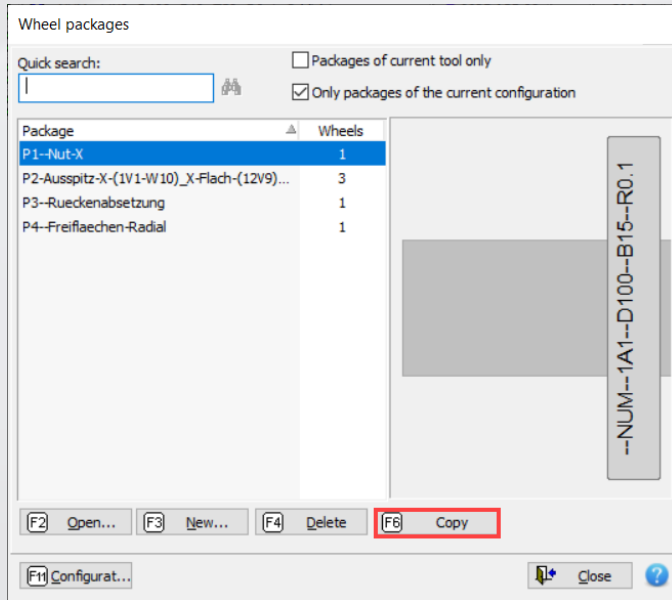 Wheel packages
Quick search:
Packages of current tool only
Only packages of the current configuration
Package Wheels
P1--Nut-X 1
P2-Ausspitz-X-(1V1-W10)_X-Flach-(12V9)... 3
P3--Rueckenabsetzung 1
P4--Freiflaechen-Radial 1
--NUM--1A1--D100--B15--R0.1
F2 Open... F3 New... F4 Delete F6 Copy
F11 Configurat... Close ?